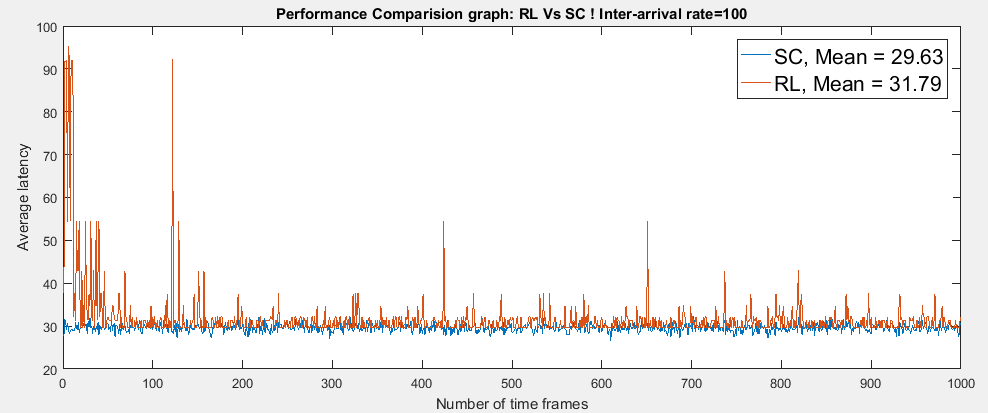 Performance Comparision graph: RL Vs SC ! Inter-arrival rate=100
100
90
80
70
60
50
40
30
20
Average latency
SC, Mean = 29.63
RL, Mean = 31.79
0 100 200 300 400 500 600 700 800 900 1000
Number of time frames